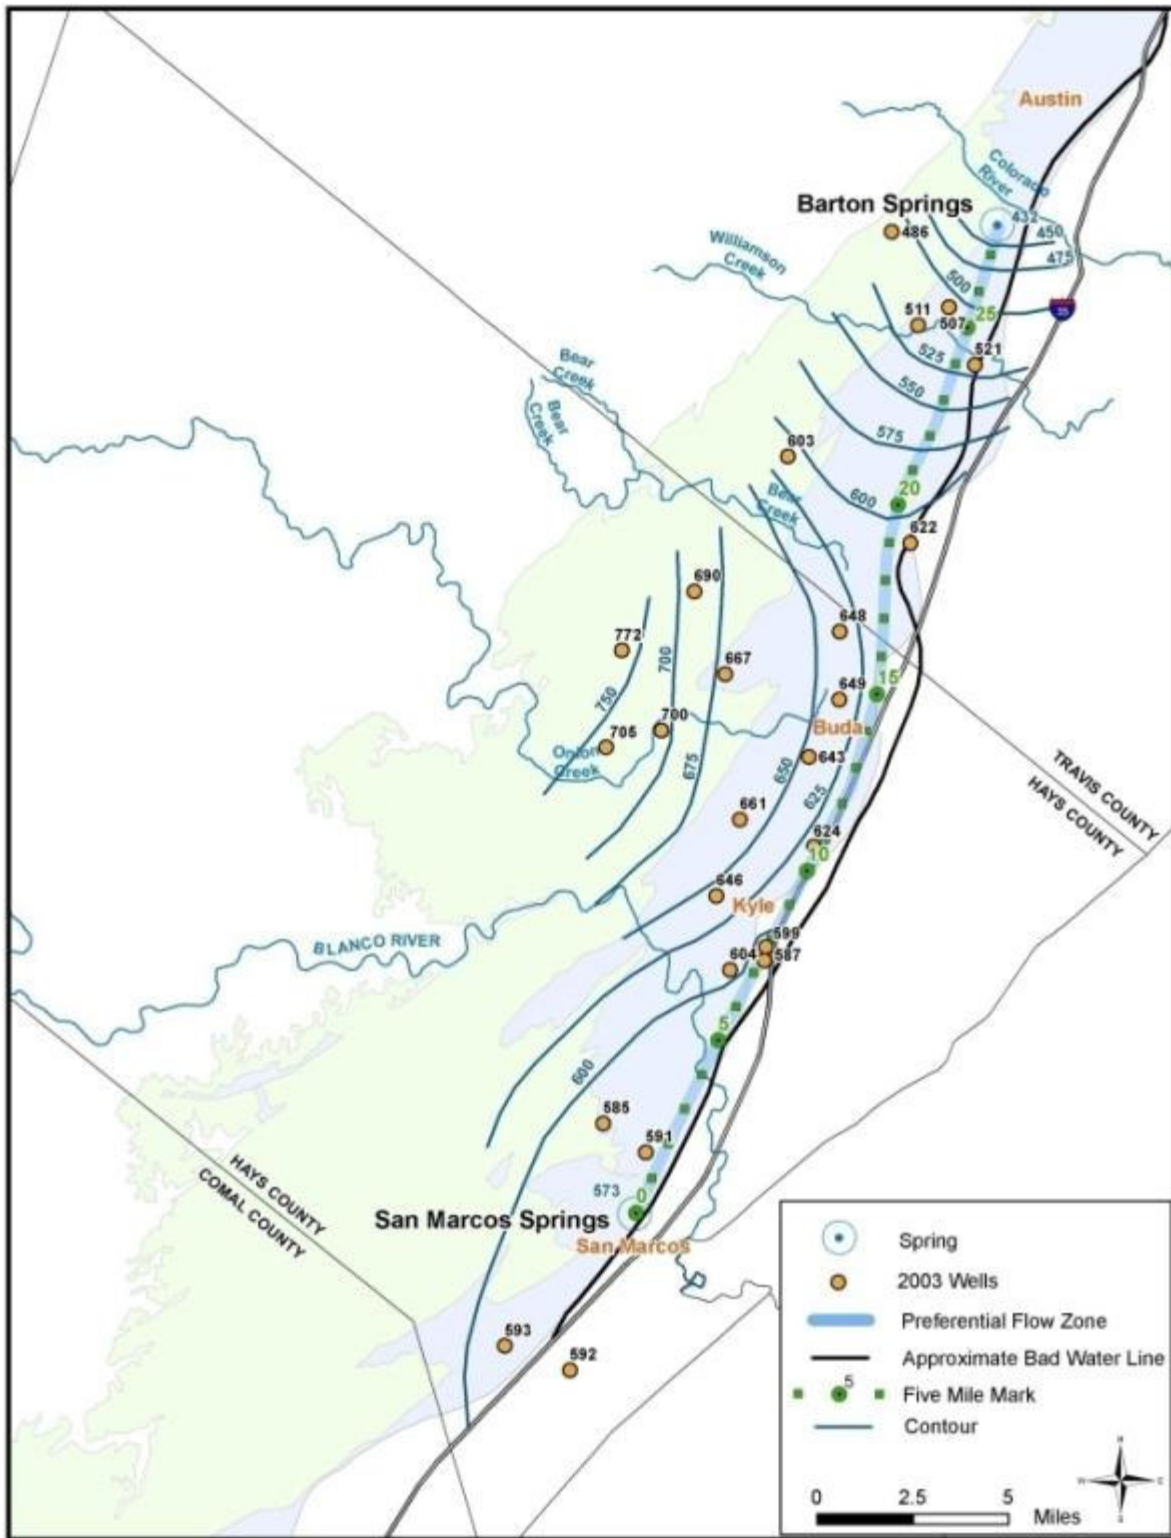 Austin
Colorado
River
Barton Springs
432
450
486
475
Williamson
Creek
500
35
511
507
25
521
525
Bear
Creek
550
Bear
Creek
575
603
20
600
Bear
Creek
622
690
648
772
700
667
15
649
750
Buda
705
700
Onion
Creek
675
650
643
TRAVIS COUNTY
HAYS COUNTY
625
661
624
10
646
Kyle
BLANCO RIVER
599
604
587
5
600
585
591
HAYS COUNTY
COMAL COUNTY
573
0
San Marcos Springs
San Marcos
593
592
Spring
2003 Wells
Preferential Flow Zone
Approximate Bad Water Line
5
Five Mile Mark
Contour
N
W
E
S
0 2.5 5
Miles